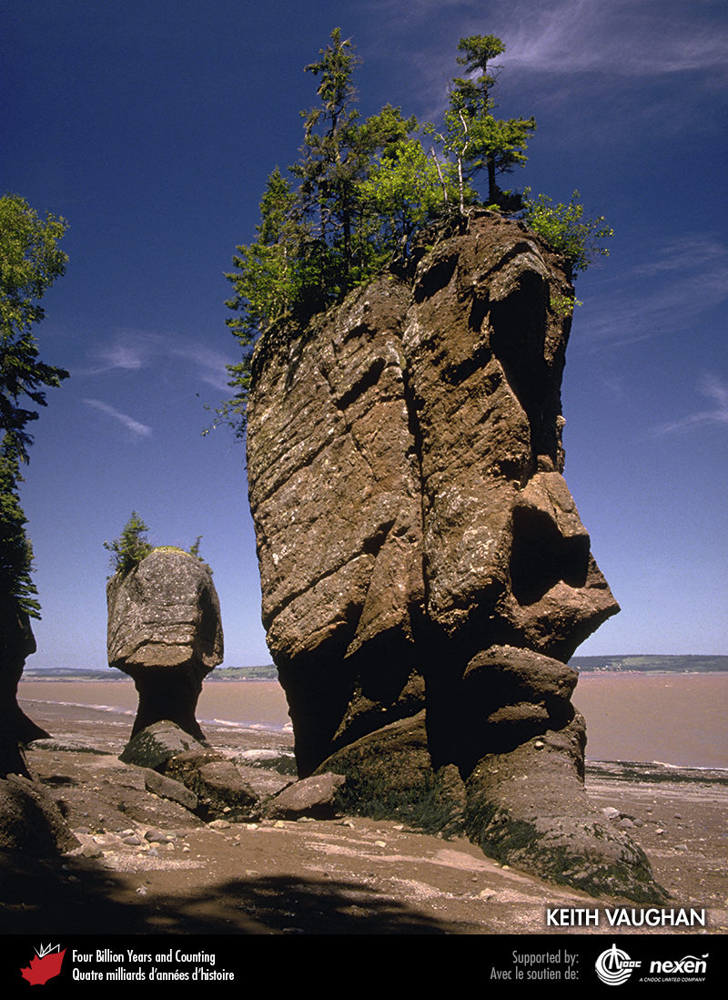 KEITH VAUGHAN
Four Billion Years and Counting
Quatre milliards d'années d'histoire
Supported by:
Avec le soutien de:
CNOOC
nexen
A CNOOC LIMITED COMPANY